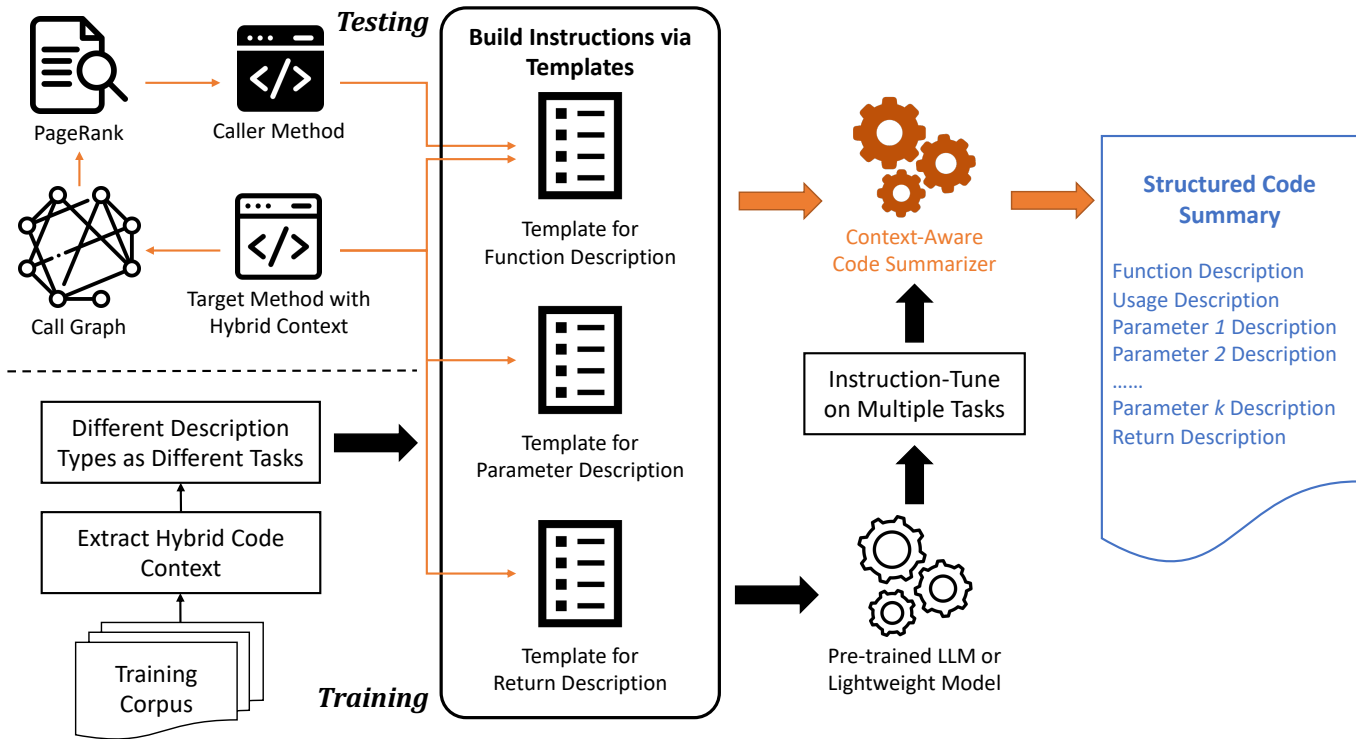 Testing
PageRank
</>
Caller Method
Call Graph
</>
Target Method with
Hybrid Context
Different Description
Types as Different Tasks
Extract Hybrid Code
Context
Training
Corpus
Training
Build Instructions via
Templates
Template for
Function Description
Template for
Parameter Description
Template for
Return Description
Context-Aware
Code Summarizer
Instruction-Tune
on Multiple Tasks
Pre-trained LLM or
Lightweight Model
Structured Code
Summary
Function Description
Usage Description
Parameter 1 Description
Parameter 2 Description
......
Parameter k Description
Return Description